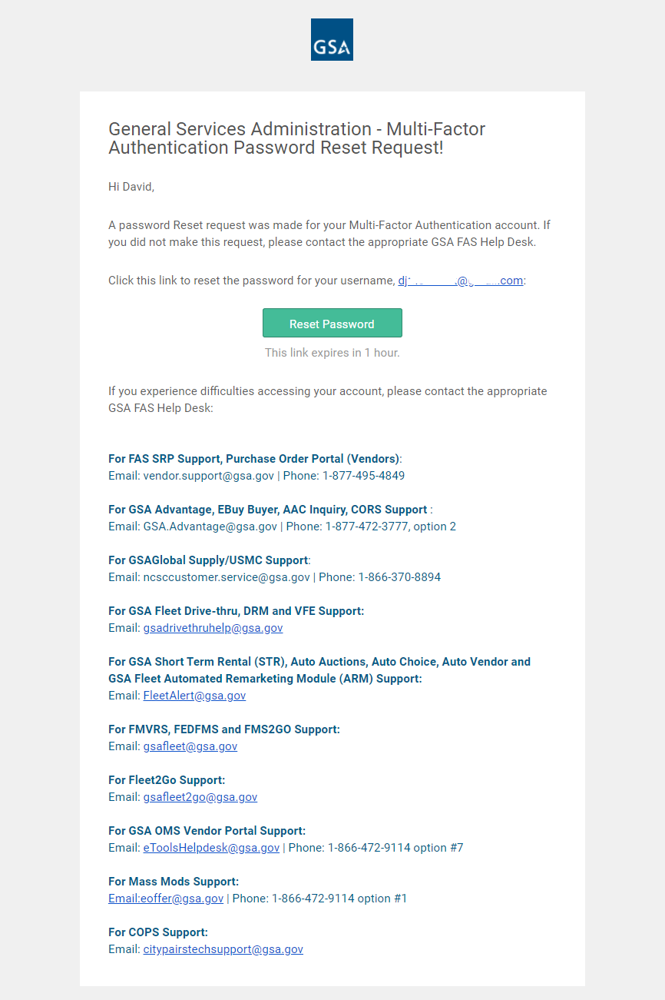 GSA
General Services Administration - Multi-Factor
Authentication Password Reset Request!
Hi David,
A password Reset request was made for your Multi-Factor Authentication account. If
you did not make this request, please contact the appropriate GSA FAS Help Desk.
Click this link to reset the password for your username, dj @ .com:
Reset Password
This link expires in 1 hour.
If you experience difficulties accessing your account, please contact the appropriate
GSA FAS Help Desk:
For FAS SRP Support, Purchase Order Portal (Vendors):
Email: vendor.support@gsa.gov | Phone: 1-877-495-4849
For GSA Advantage, EBuy Buyer, AAC Inquiry, CORS Support :
Email: GSA.Advantage@gsa.gov | Phone: 1-877-472-3777, option 2
For GSAGlobal Supply/USMC Support:
Email: ncsccustomer.service@gsa.gov | Phone: 1-866-370-8894
For GSA Fleet Drive-thru, DRM and VFE Support:
Email: gsadrivethruhelp@gsa.gov
For GSA Short Term Rental (STR), Auto Auctions, Auto Choice, Auto Vendor and
GSA Fleet Automated Remarketing Module (ARM) Support:
Email: FleetAlert@gsa.gov
For FMVRS, FEDFMS and FMS2GO Support:
Email: gsafleet@gsa.gov
For Fleet2Go Support:
Email: gsafleet2go@gsa.gov
For GSA OMS Vendor Portal Support:
Email: eToolsHelpdesk@gsa.gov | Phone: 1-866-472-9114 option #7
For Mass Mods Support:
Email:eoffer@gsa.gov | Phone: 1-866-472-9114 option #1
For COPS Support:
Email: citypairstechsupport@gsa.gov